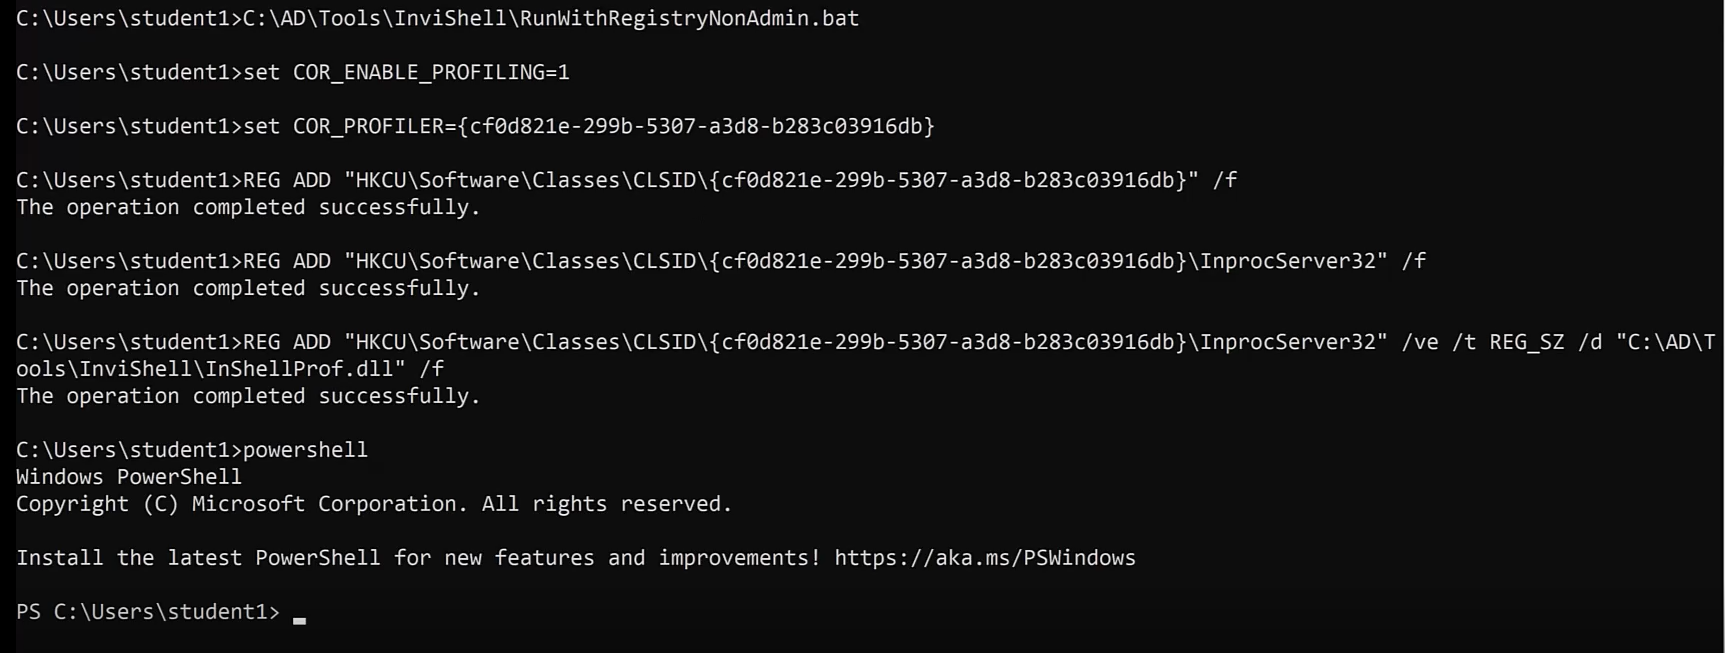 C:\Users\student1>C:\AD\Tools\InviShell\RunWithRegistryNonAdmin.bat
C:\Users\student1>set COR_ENABLE_PROFILING=1
C:\Users\student1>set COR_PROFILER={cf0d821e-299b-5307-a3d8-b283c03916db}
C:\Users\student1>REG ADD "HKCU\Software\Classes\CLSID\{cf0d821e-299b-5307-a3d8-b283c03916db}" /f
The operation completed successfully.
C:\Users\student1>REG ADD "HKCU\Software\Classes\CLSID\{cf0d821e-299b-5307-a3d8-b283c03916db}\InprocServer32" /f
The operation completed successfully.
C:\Users\student1>REG ADD "HKCU\Software\Classes\CLSID\{cf0d821e-299b-5307-a3d8-b283c03916db}\InprocServer32" /ve /t REG_SZ /d "C:\AD\T
ools\InviShell\InShellProf.dll" /f
The operation completed successfully.
C:\Users\student1>powershell
Windows PowerShell
Copyright (C) Microsoft Corporation. All rights reserved.
Install the latest PowerShell for new features and improvements! https://aka.ms/PSWindows
PS C:\Users\student1>